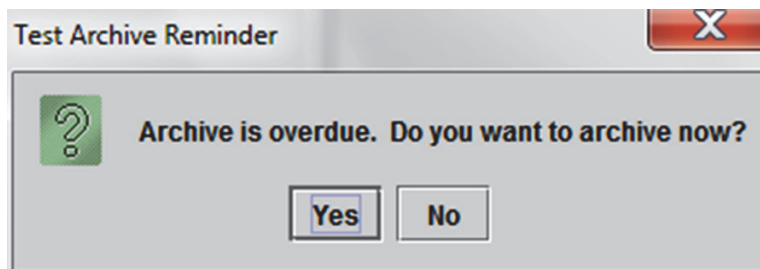 Test Archive Reminder
Archive is overdue.  Do you want to archive now?
Yes
No